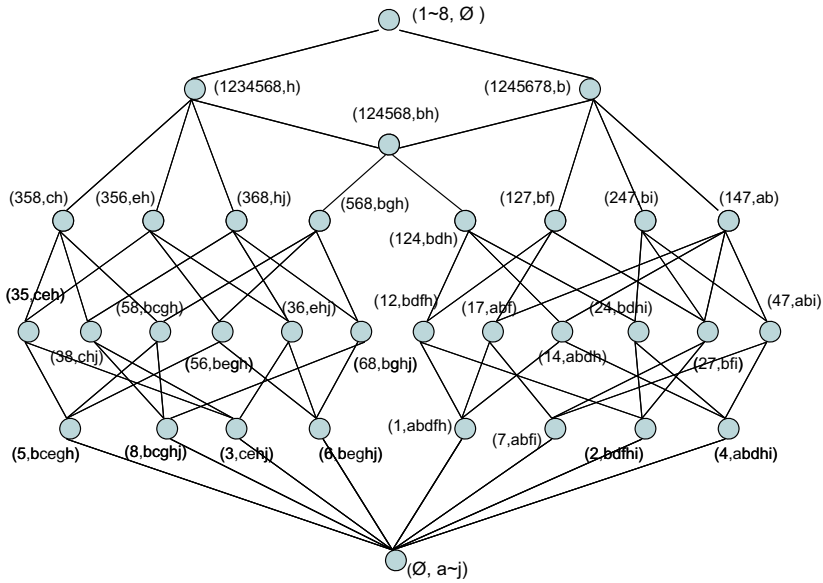 (1~8, Ø )
(1234568,h)
(1245678,b)
(124568,bh)
(358,ch)
(356,eh)
(368,hj)
(568,bgh)
(124,bdh)
(127,bf)
(247,bi)
(147,ab)
(35,ceh)
(38,chj)
(58,bcgh)
(56,begh)
(36,ehj)
(68,bghj)
(12,bdfh)
(17,abf)
(14,abdh)
(24,bdhi)
(27,bfi)
(47,abi)
(5,bcegh)
(8,bcghj)
(3,cehj)
(6,beghj)
(1,abdfh)
(7,abfi)
(2,bdfhi)
(4,abdhi)
(Ø, a~j)